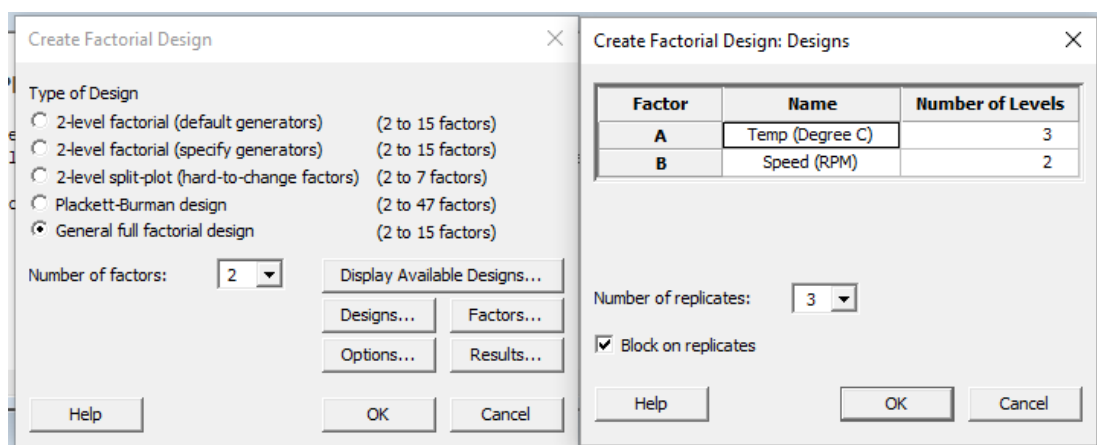 Create Factorial Design
Type of Design
2-level factorial (default generators) (2 to 15 factors)
2-level factorial (specify generators) (2 to 15 factors)
2-level split-plot (hard-to-change factors) (2 to 7 factors)
Plackett-Burman design (2 to 47 factors)
General full factorial design (2 to 15 factors)
Number of factors: 2 Display Available Designs...
Designs... Factors...
Options... Results...
Help OK Cancel
Create Factorial Design: Designs
Factor Name Number of Levels
A Temp (Degree C) 3
B Speed (RPM) 2
Number of replicates: 3
Block on replicates
Help OK Cancel